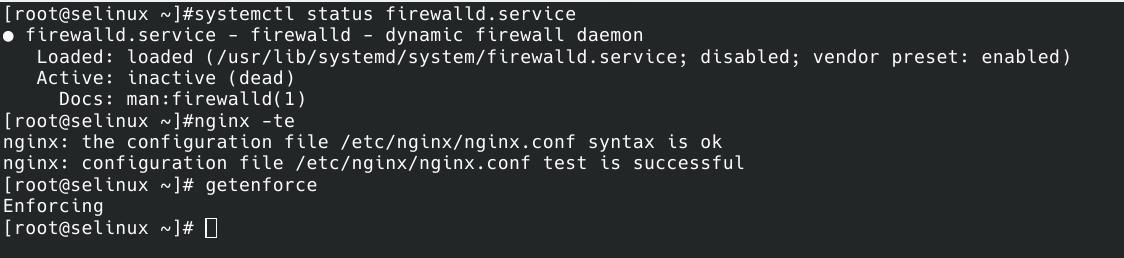 [root@selinux ~]#systemctl status firewalld.service
● firewalld.service - firewalld - dynamic firewall daemon
   Loaded: loaded (/usr/lib/systemd/system/firewalld.service; disabled; vendor preset: enabled)
   Active: inactive (dead)
     Docs: man:firewalld(1)
[root@selinux ~]#nginx -te
nginx: the configuration file /etc/nginx/nginx.conf syntax is ok
nginx: configuration file /etc/nginx/nginx.conf test is successful
[root@selinux ~]# getenforce
Enforcing
[root@selinux ~]#